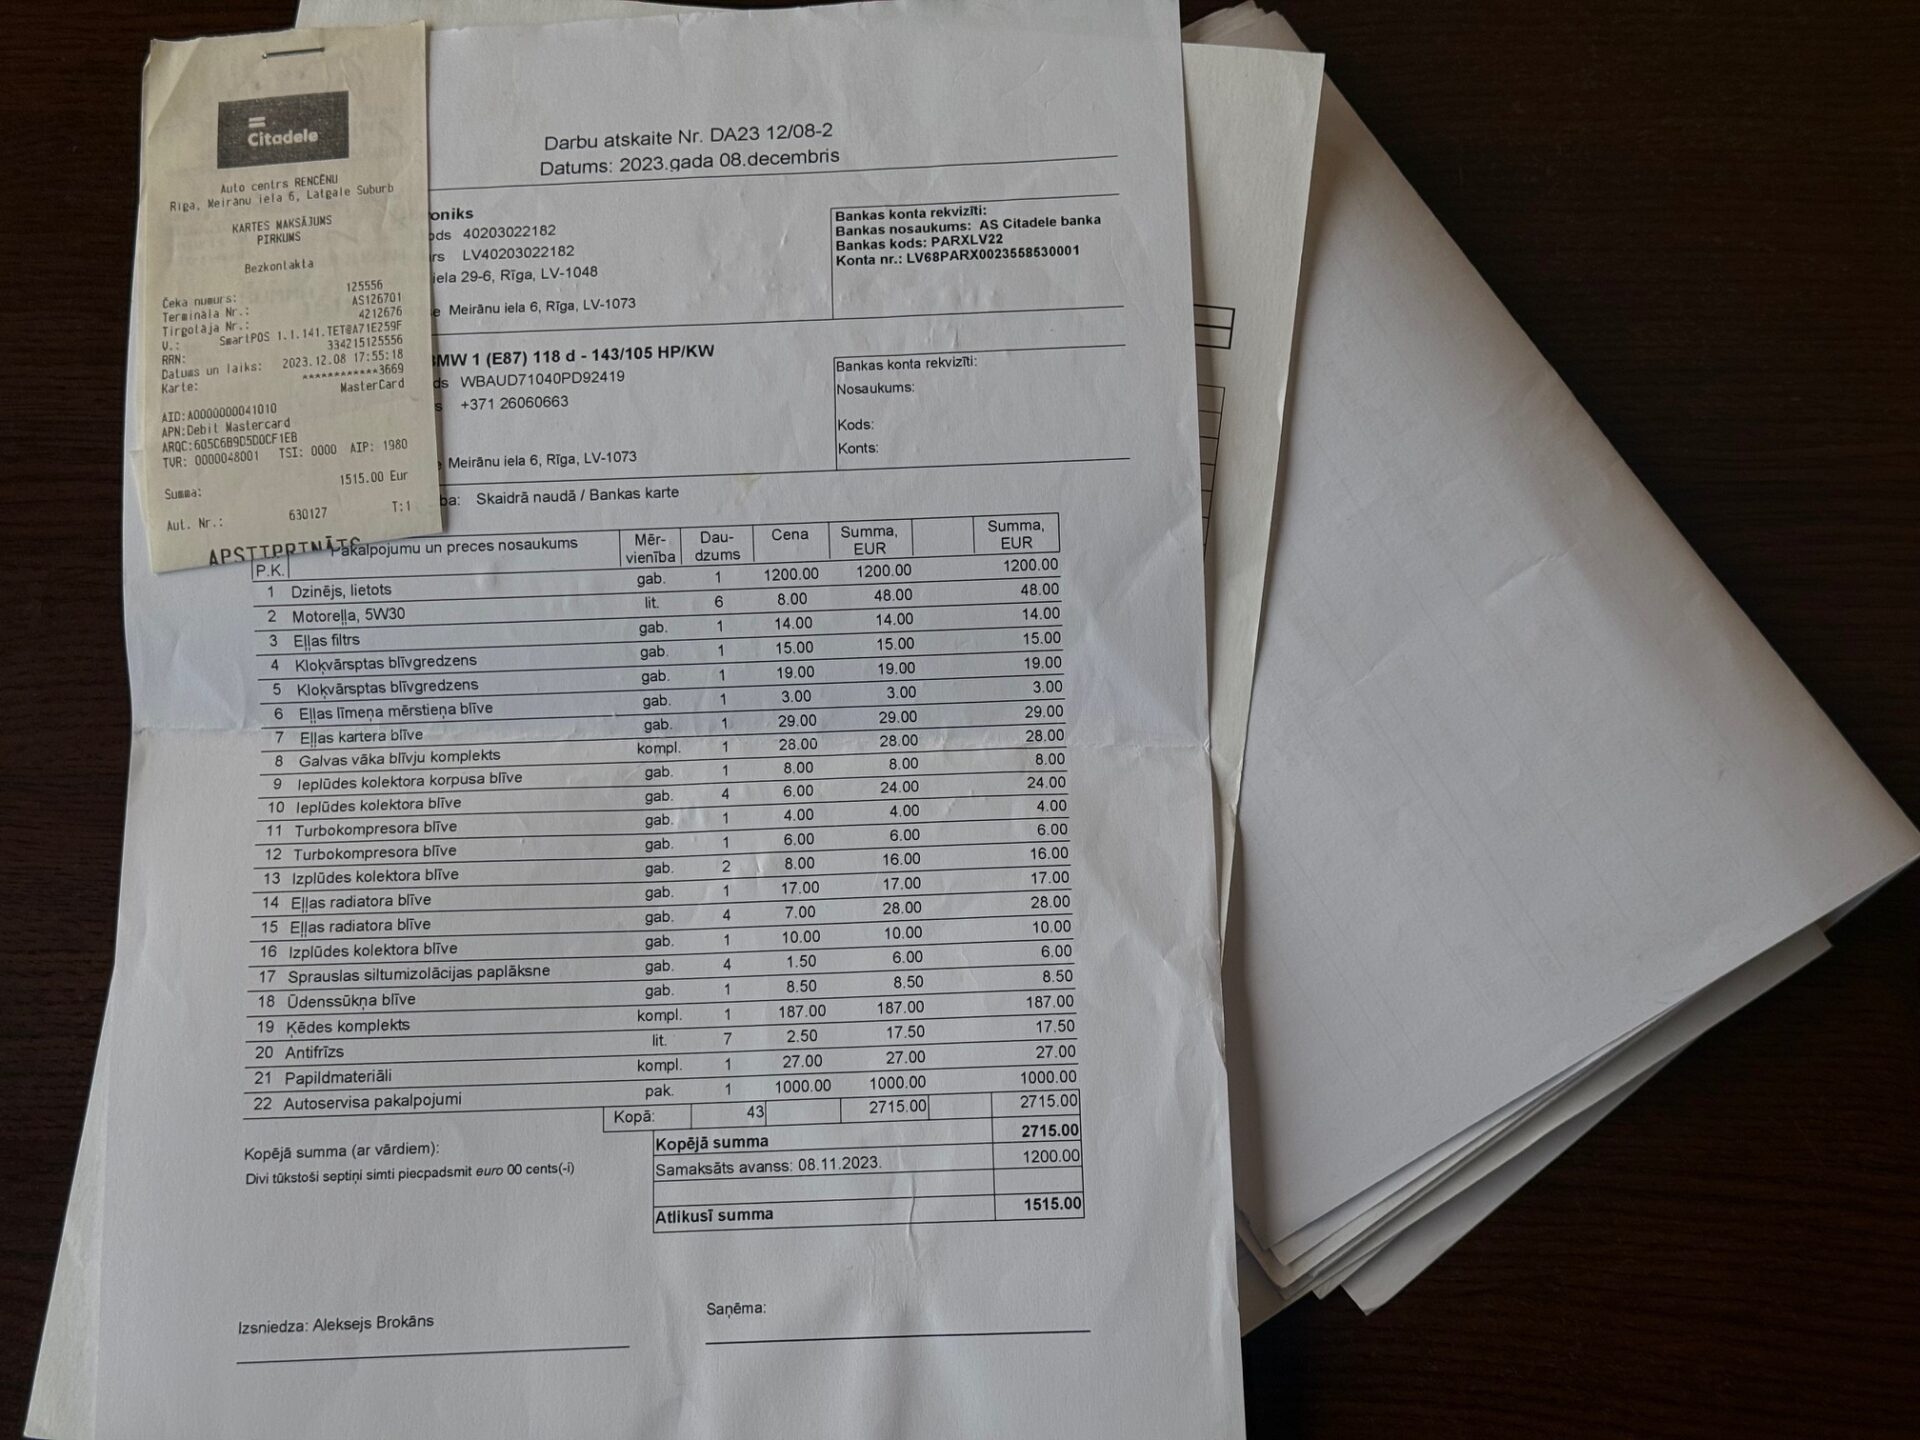 Citadele
Auto centrs RENCĒNU
Rīga, Meirānu iela 6, Latgale Suburb
KARTES MAKSĀJUMS
PIRKUMS
Bezkontakta
Čeka numurs: 125556
Termināla Nr.: AS126701
Tirgotāja Nr.: 4212676
V.: SmartPOS 1.1.141.TET@A71E259F
RRN: 334215125556
Datums un laiks: 2023.12.08 17:55:18
Karte: ************3669
MasterCard
AID:A0000000041010
APN:Debit Mastercard
ARQC:605C6B9D5D0CF1EB
TVR: 0000048001 TSI: 0000 AIP: 1980
Summa: 1515.00 Eur
Aut. Nr.: 630127 T:1
APSTIPRINĀTS
Darbu atskaite Nr. DA23 12/08-2
Datums: 2023.gada 08.decembris
oniks
ods 40203022182
rs LV40203022182
iela 29-6, Rīga, LV-1048
e Meirānu iela 6, Rīga, LV-1073
Bankas konta rekvizīti:
Bankas nosaukums: AS Citadele banka
Bankas kods: PARXLV22
Konta nr.: LV68PARX0023558530001
BMW 1 (E87) 118 d - 143/105 HP/KW
ds WBAUD71040PD92419
s +371 26060663
Meirānu iela 6, Rīga, LV-1073
Bankas konta rekvizīti:
Nosaukums:
Kods:
Konts:
ba: Skaidrā naudā / Bankas karte
P.K. Pakalpojumu un preces nosaukums Mēr-vienība Dau-dzums Cena Summa, EUR Summa, EUR
1 Dzinējs, lietots gab. 1 1200.00 1200.00 1200.00
2 Motoreļļa, 5W30 lit. 6 8.00 48.00 48.00
3 Eļļas filtrs gab. 1 14.00 14.00 14.00
4 Kloķvārsptas blīvgredzens gab. 1 15.00 15.00 15.00
5 Kloķvārsptas blīvgredzens gab. 1 19.00 19.00 19.00
6 Eļļas līmeņa mērstieņa blīve gab. 1 3.00 3.00 3.00
7 Eļļas kartera blīve gab. 1 29.00 29.00 29.00
8 Galvas vāka blīvju komplekts kompl. 1 28.00 28.00 28.00
9 Ieplūdes kolektora korpusa blīve gab. 1 8.00 8.00 8.00
10 Ieplūdes kolektora blīve gab. 4 6.00 24.00 24.00
11 Turbokompresora blīve gab. 1 4.00 4.00 4.00
12 Turbokompresora blīve gab. 1 6.00 6.00 6.00
13 Izplūdes kolektora blīve gab. 2 8.00 16.00 16.00
14 Eļļas radiatora blīve gab. 1 17.00 17.00 17.00
15 Eļļas radiatora blīve gab. 4 7.00 28.00 28.00
16 Izplūdes kolektora blīve gab. 1 10.00 10.00 10.00
17 Sprauslas siltumizolācijas paplāksne gab. 4 1.50 6.00 6.00
18 Ūdenssūkņa blīve gab. 1 8.50 8.50 8.50
19 Ķēdes komplekts kompl. 1 187.00 187.00 187.00
20 Antifrīzs lit. 7 2.50 17.50 17.50
21 Papildmateriāli kompl. 1 27.00 27.00 27.00
22 Autoservisa pakalpojumi pak. 1 1000.00 1000.00 1000.00
Kopā: 43 2715.00 2715.00
Kopējā summa 2715.00
Samaksāts avanss: 08.11.2023. 1200.00
Atlikusī summa 1515.00
Kopējā summa (ar vārdiem):
Divi tūkstoši septiņi simti piecpadsmit euro 00 cents(-i)
Izsniedza: Aleksejs Brokāns
Saņēma: